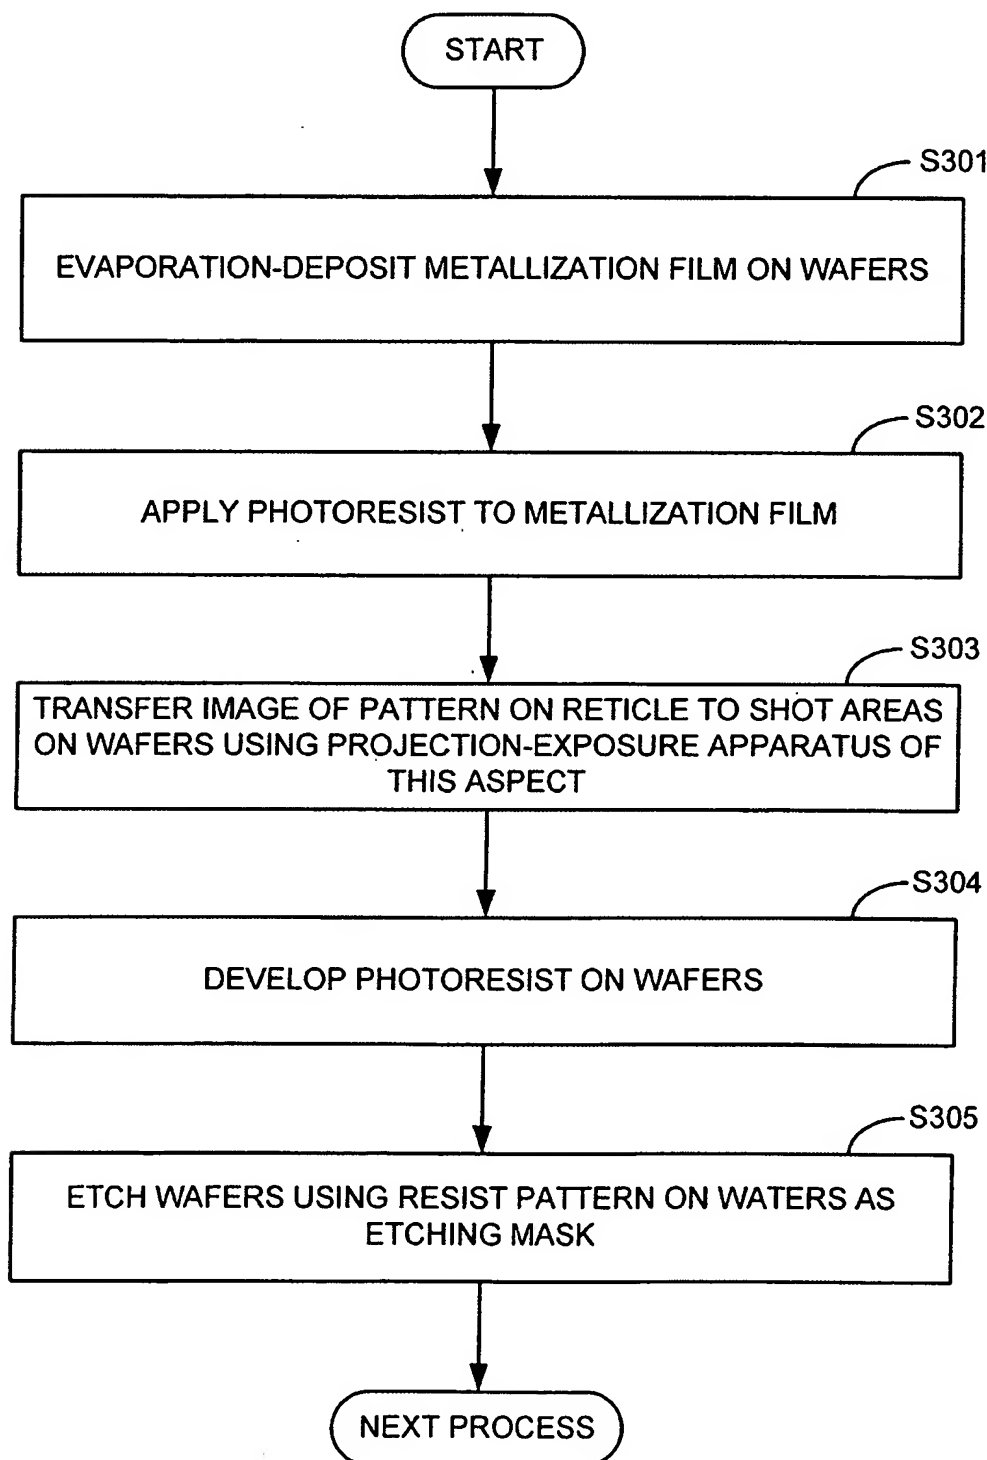 START
S301
EVAPORATION-DEPOSIT METALLIZATION FILM ON WAFERS
S302
APPLY PHOTORESIST TO METALLIZATION FILM
S303
TRANSFER IMAGE OF PATTERN ON RETICLE TO SHOT AREAS
ON WAFERS USING PROJECTION-EXPOSURE APPARATUS OF
THIS ASPECT
S304
DEVELOP PHOTORESIST ON WAFERS
S305
ETCH WAFERS USING RESIST PATTERN ON WATERS AS
ETCHING MASK
NEXT PROCESS